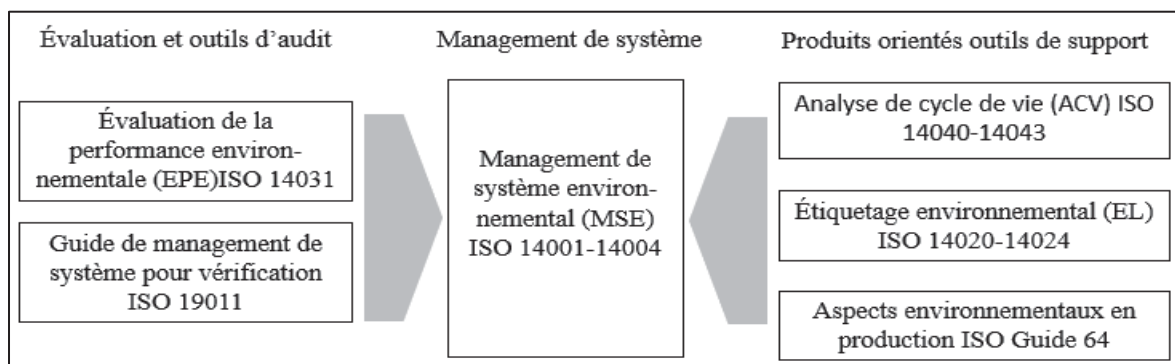 Évaluation et outils d’audit
Évaluation de la
performance environ-
nementale (EPE)ISO 14031
Guide de management de
système pour vérification
ISO 19011
Management de système
Management de
système environ-
nemental (MSE)
ISO 14001-14004
Produits orientés outils de support
Analyse de cycle de vie (ACV) ISO
14040-14043
Étiquetage environnemental (EL)
ISO 14020-14024
Aspects environnementaux en
production ISO Guide 64